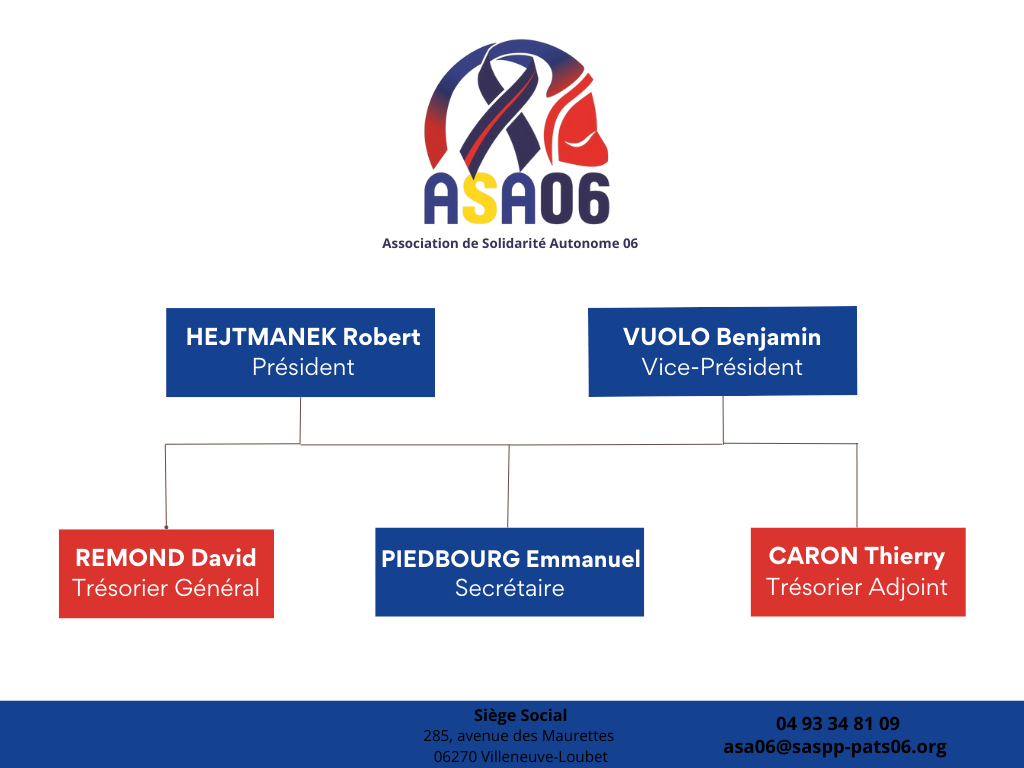 ASA06
Association de Solidarité Autonome 06
HEJTMANEK Robert
Président
VUOLO Benjamin
Vice-Président
REMOND David
Trésorier Général
PIEDBOURG Emmanuel
Secrétaire
CARON Thierry
Trésorier Adjoint
Siège Social
285, avenue des Maurettes
06270 Villeneuve-Loubet
04 93 34 81 09
asa06@saspp-pats06.org